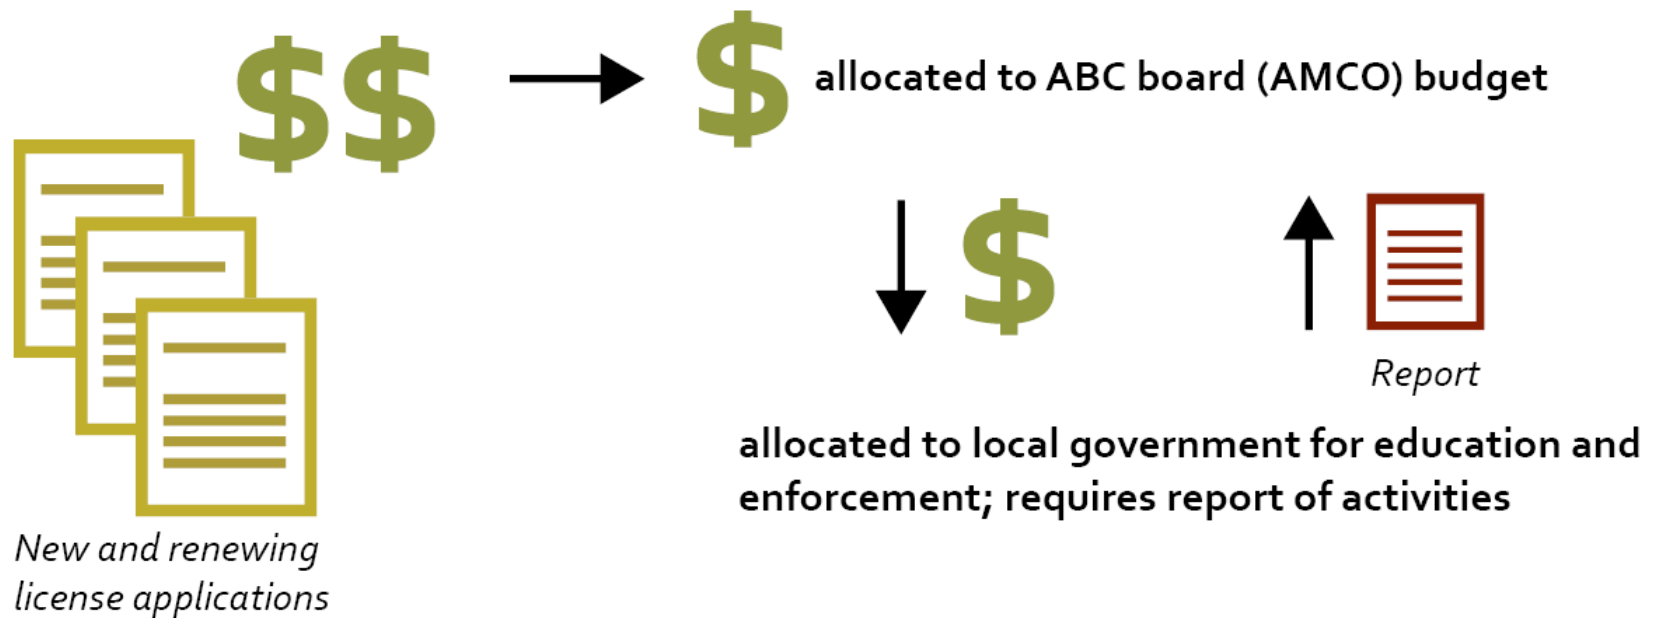 $$
$ allocated to ABC board (AMCO) budget
$
Report
allocated to local government for education and
enforcement; requires report of activities
New and renewing
license applications